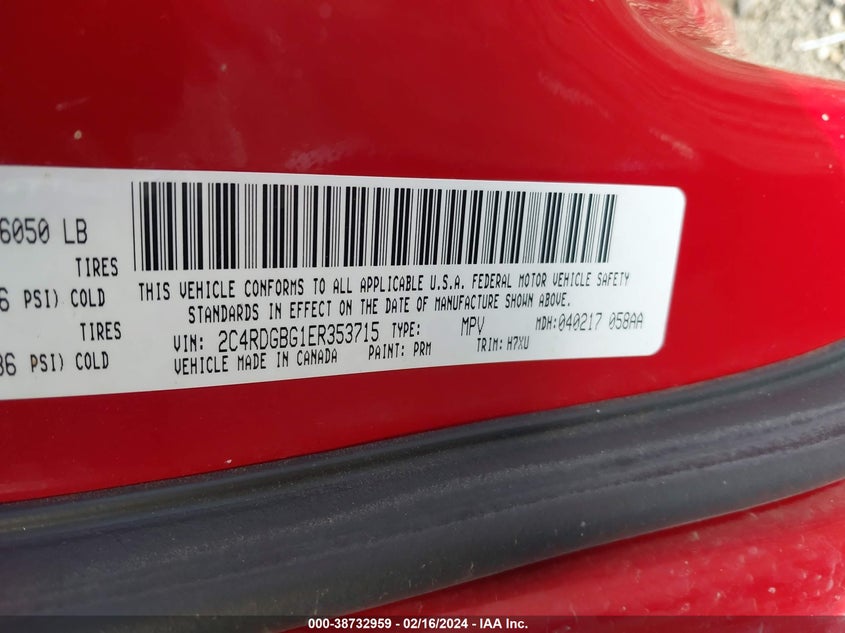 6050 LB
TIRES
6 PSI) COLD
TIRES
36 PSI) COLD
THIS VEHICLE CONFORMS TO ALL APPLICABLE U.S.A. FEDERAL MOTOR VEHICLE SAFETY
STANDARDS IN EFFECT ON THE DATE OF MANUFACTURE SHOWN ABOVE.
VIN: 2C4RDGBG1ER353715 TYPE: MPV MDH:040217 058AA
VEHICLE MADE IN CANADA PAINT: PRM TRIM: H7XU
000-38732959 - 02/16/2024 - IAA Inc.